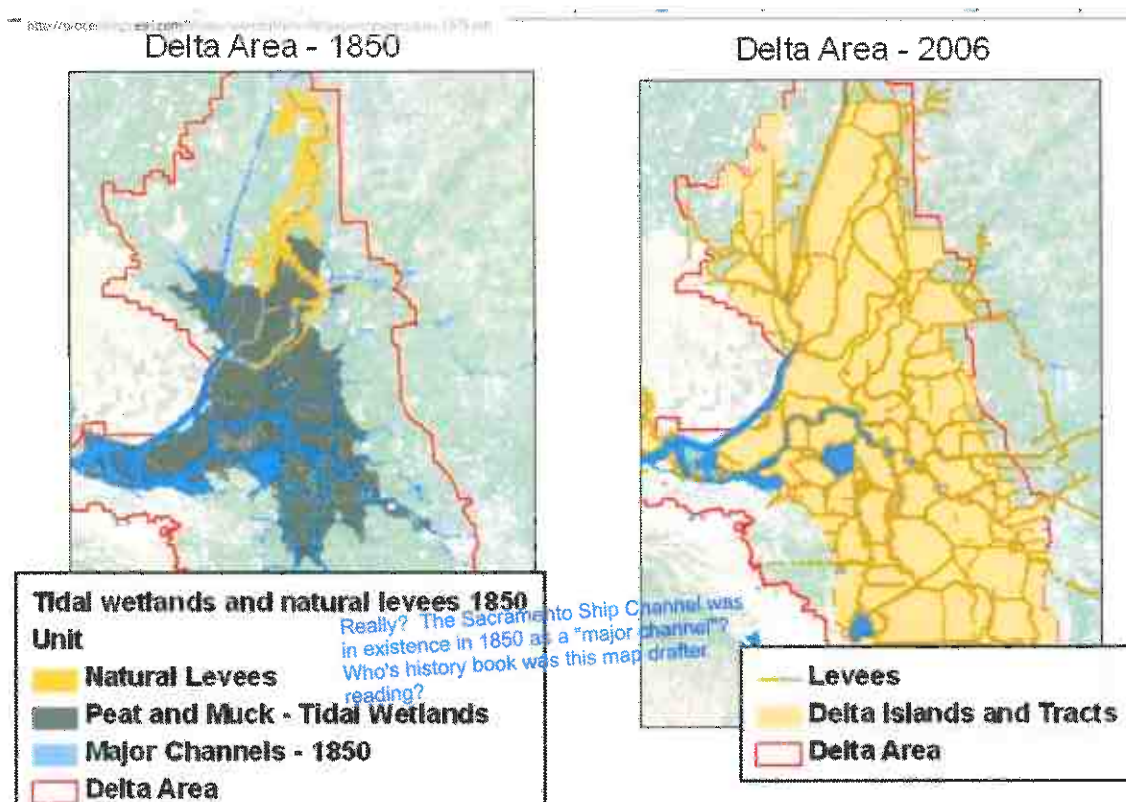 Delta Area - 1850
Delta Area - 2006
Tidal wetlands and natural levees 1850
Unit
Natural Levees
Peat and Muck - Tidal Wetlands
Major Channels - 1850
Delta Area
Really? The Sacramento Ship Channel was
in existence in 1850 as a "major channel"?
Who's history book was this map drafter
reading?
Levees
Delta Islands and Tracts
Delta Area